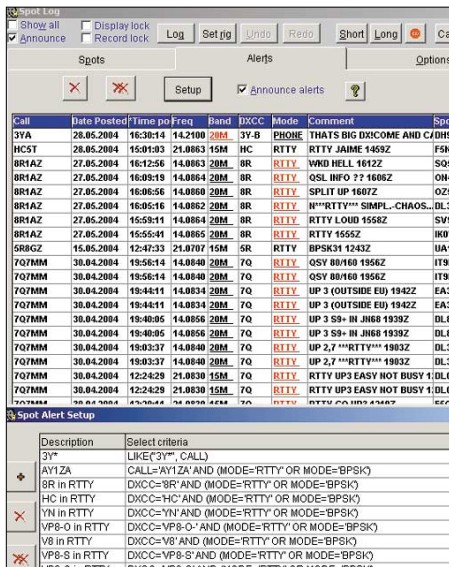 Spot Log
Show all Display lock
Announce Record lock Log Set rig Undo Redo Short Long
Spots Alerts Options
Setup Announce alerts ?
Call Date Posted Freq Band DXCC Mode Comment
3YA 28.05.2004 16:30:14 14.2100 20M 3Y-B PHONE THATS BIG DX!COME AND
HC5T 28.05.2004 15:01:03 21.0863 15M HC RTTY RTTY JAIME 1459Z
8R1AZ 27.05.2004 16:12:56 14.0863 20M 8R RTTY WKD HELL 1612Z
8R1AZ 27.05.2004 16:09:19 14.0864 20M 8R RTTY QSL INFO ?? 1606Z
8R1AZ 27.05.2004 16:06:56 14.0860 20M 8R RTTY SPLIT UP 1607Z
8R1AZ 27.05.2004 16:05:16 14.0862 20M 8R RTTY N***RTTY*** SIMPL.-CHAOS...
8R1AZ 27.05.2004 15:59:11 14.0864 20M 8R RTTY RTTY LOUD 1558Z
8R1AZ 27.05.2004 15:55:41 14.0865 20M 8R RTTY RTTY 1555Z
5R8GZ 15.05.2004 12:47:33 21.0707 15M 5R RTTY BPSK31 1243Z
7Q7MM 30.04.2004 19:56:14 14.0840 20M 7Q RTTY QSY 80/160 1956Z
7Q7MM 30.04.2004 19:56:14 14.0840 20M 7Q RTTY QSY 80/160 1956Z
7Q7MM 30.04.2004 19:44:11 14.0834 20M 7Q RTTY UP 3 (OUTSIDE EU) 1942Z
7Q7MM 30.04.2004 19:44:11 14.0834 20M 7Q RTTY UP 3 (OUTSIDE EU) 1942Z
7Q7MM 30.04.2004 19:40:05 14.0856 20M 7Q RTTY UP 3 S9+ IN JN68 1939Z
7Q7MM 30.04.2004 19:40:05 14.0856 20M 7Q RTTY UP 3 S9+ IN JN68 1939Z
7Q7MM 30.04.2004 19:03:37 14.0840 20M 7Q RTTY UP 2,7 ***RTTY*** 1903Z
7Q7MM 30.04.2004 19:03:37 14.0840 20M 7Q RTTY UP 2,7 ***RTTY*** 1903Z
7Q7MM 30.04.2004 12:24:29 21.0830 15M 7Q RTTY RTTY UP3 EASY NOT BUSY
7Q7MM 30.04.2004 12:24:29 21.0830 15M 7Q RTTY RTTY UP3 EASY NOT BUSY
Spot Alert Setup
Description Select criteria
3Y* LIKE("3Y*", CALL)
AY1ZA CALL='AY1ZA' AND (MODE='RTTY' OR MODE='BPSK')
8R in RTTY DXCC='8R' AND (MODE='RTTY' OR MODE='BPSK')
HC in RTTY DXCC='HC' AND (MODE='RTTY' OR MODE='BPSK')
YN in RTTY DXCC='YN' AND (MODE='RTTY' OR MODE='BPSK')
VP8-O in RTTY DXCC='VP8-O-' AND (MODE='RTTY' OR MODE='BPSK')
V8 in RTTY DXCC='V8' AND (MODE='RTTY' OR MODE='BPSK')
VP8-S in RTTY DXCC='VP8-S' AND (MODE='RTTY' OR MODE='BPSK')